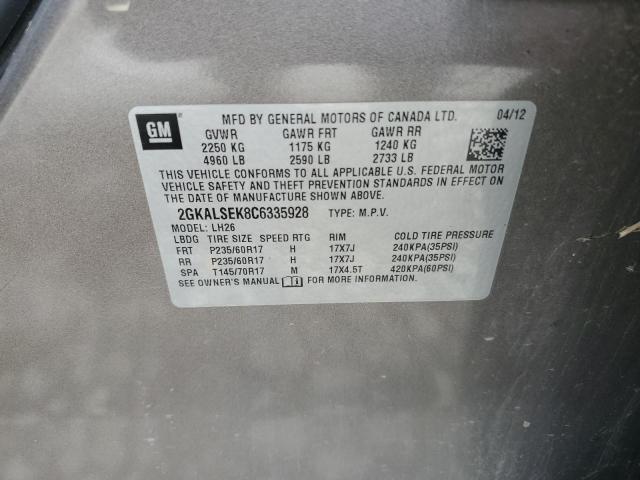 GM
MFD BY GENERAL MOTORS OF CANADA LTD. 04/12
GVWR GAWR FRT GAWR RR
2250 KG 1175 KG 1240 KG
4960 LB 2590 LB 2733 LB
THIS VEHICLE CONFORMS TO ALL APPLICABLE U.S. FEDERAL MOTOR
VEHICLE SAFETY AND THEFT PREVENTION STANDARDS IN EFFECT ON
THE DATE OF MANUFACTURE SHOWN ABOVE.
2GKALSEK8C6335928 TYPE: M.P.V.
MODEL: LH26
LBDG TIRE SIZE SPEED RTG RIM COLD TIRE PRESSURE
FRT P235/60R17 H 17X7J 240KPA(35PSI)
RR P235/60R17 H 17X7J 240KPA(35PSI)
SPA T145/70R17 M 17X4.5T 420KPA(60PSI)
SEE OWNER'S MANUAL FOR MORE INFORMATION.